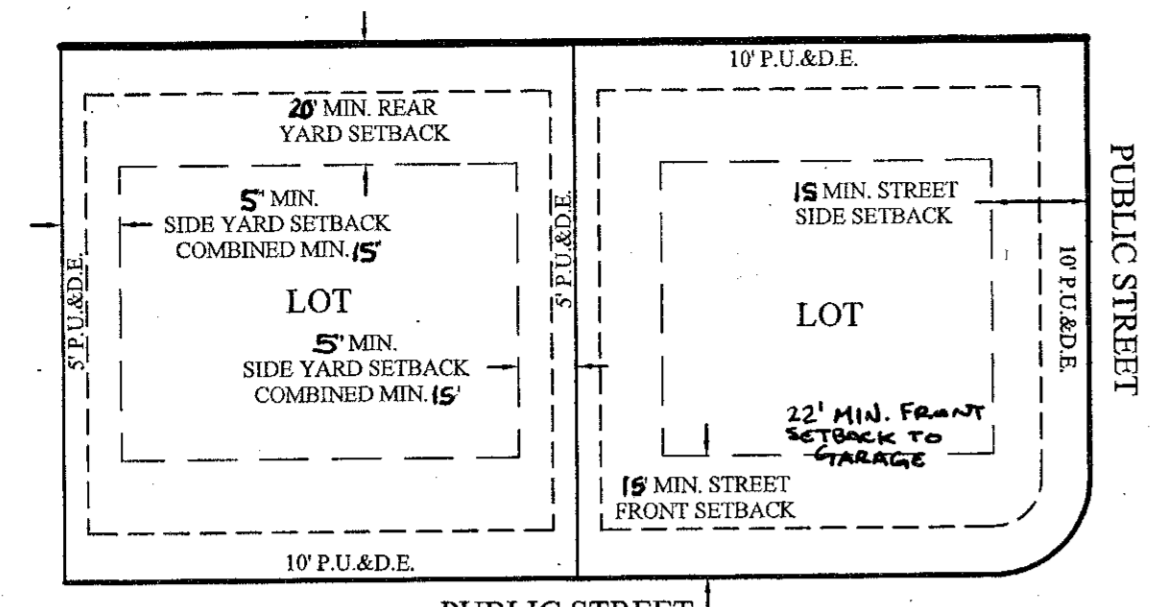 10' P.U.&D.E.
20' MIN. REAR
YARD SETBACK
5' MIN.
SIDE YARD SETBACK
COMBINED MIN. 15'
5' P.U.&D.E.
LOT
5' MIN.
SIDE YARD SETBACK
COMBINED MIN. 15'
5' P.U.&D.E.
10' P.U.&D.E.
15 MIN. STREET
SIDE SETBACK
LOT
22' MIN. FRONT
SETBACK TO
GARAGE
15' MIN. STREET
FRONT SETBACK
10' P.U.&D.E.
PUBLIC STREET
PUBLIC STREET